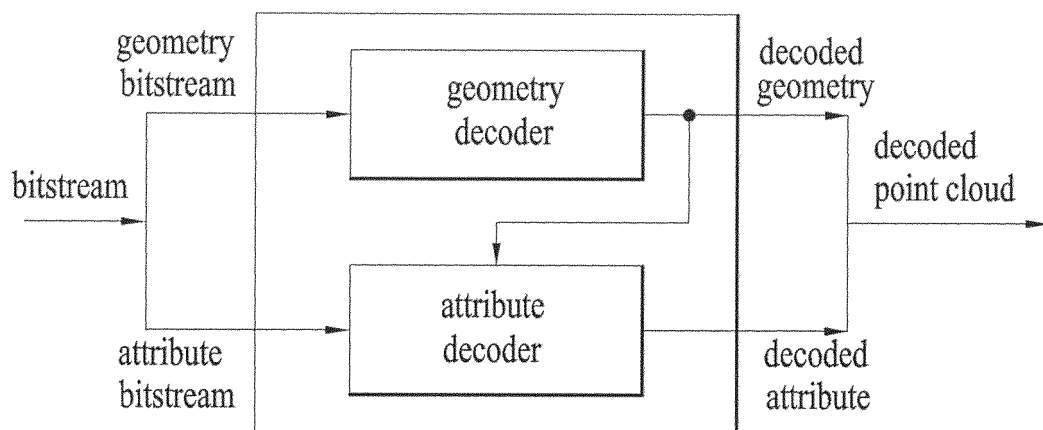 geometry
bitstream
geometry
decoder
decoded
geometry
bitstream
decoded
point cloud
attribute
decoder
attribute
bitstream
decoded
attribute